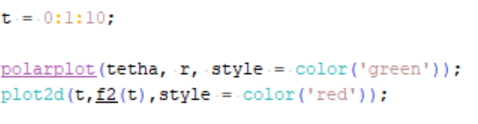 t = 0:1:10;
polarplot(tetha, r, style = color('green'));
plot2d(t,f2(t),style = color('red'));